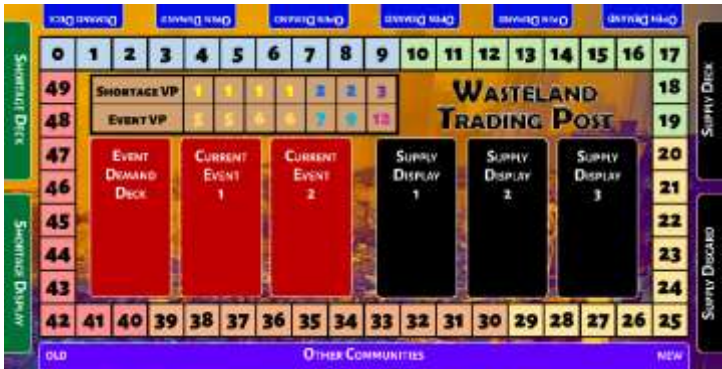 DEMAND DECK
OPEN DEMAND
OPEN DEMAND
OPEN DEMAND
OPEN DEMAND
OPEN DEMAND
0 1 2 3 4 5 6 7 8 9 10 11 12 13 14 15 16 17
SHORTAGE DECK
SUPPLY DECK
49
SHORTAGE VP 1 1 1 1 2 2 3
WASTELAND
18
48
EVENT VP 5 5 6 6 7 9 12
TRADING POST
19
47
EVENT
DEMAND
DECK
CURRENT
EVENT
1
CURRENT
EVENT
2
SUPPLY
DISPLAY
1
SUPPLY
DISPLAY
2
SUPPLY
DISPLAY
3
20
46
21
45
22
44
23
43
24
SHORTAGE DISPLAY
SUPPLY DISCARD
42 41 40 39 38 37 36 35 34 33 32 31 30 29 28 27 26 25
OLD
OTHER COMMUNITIES
NEW